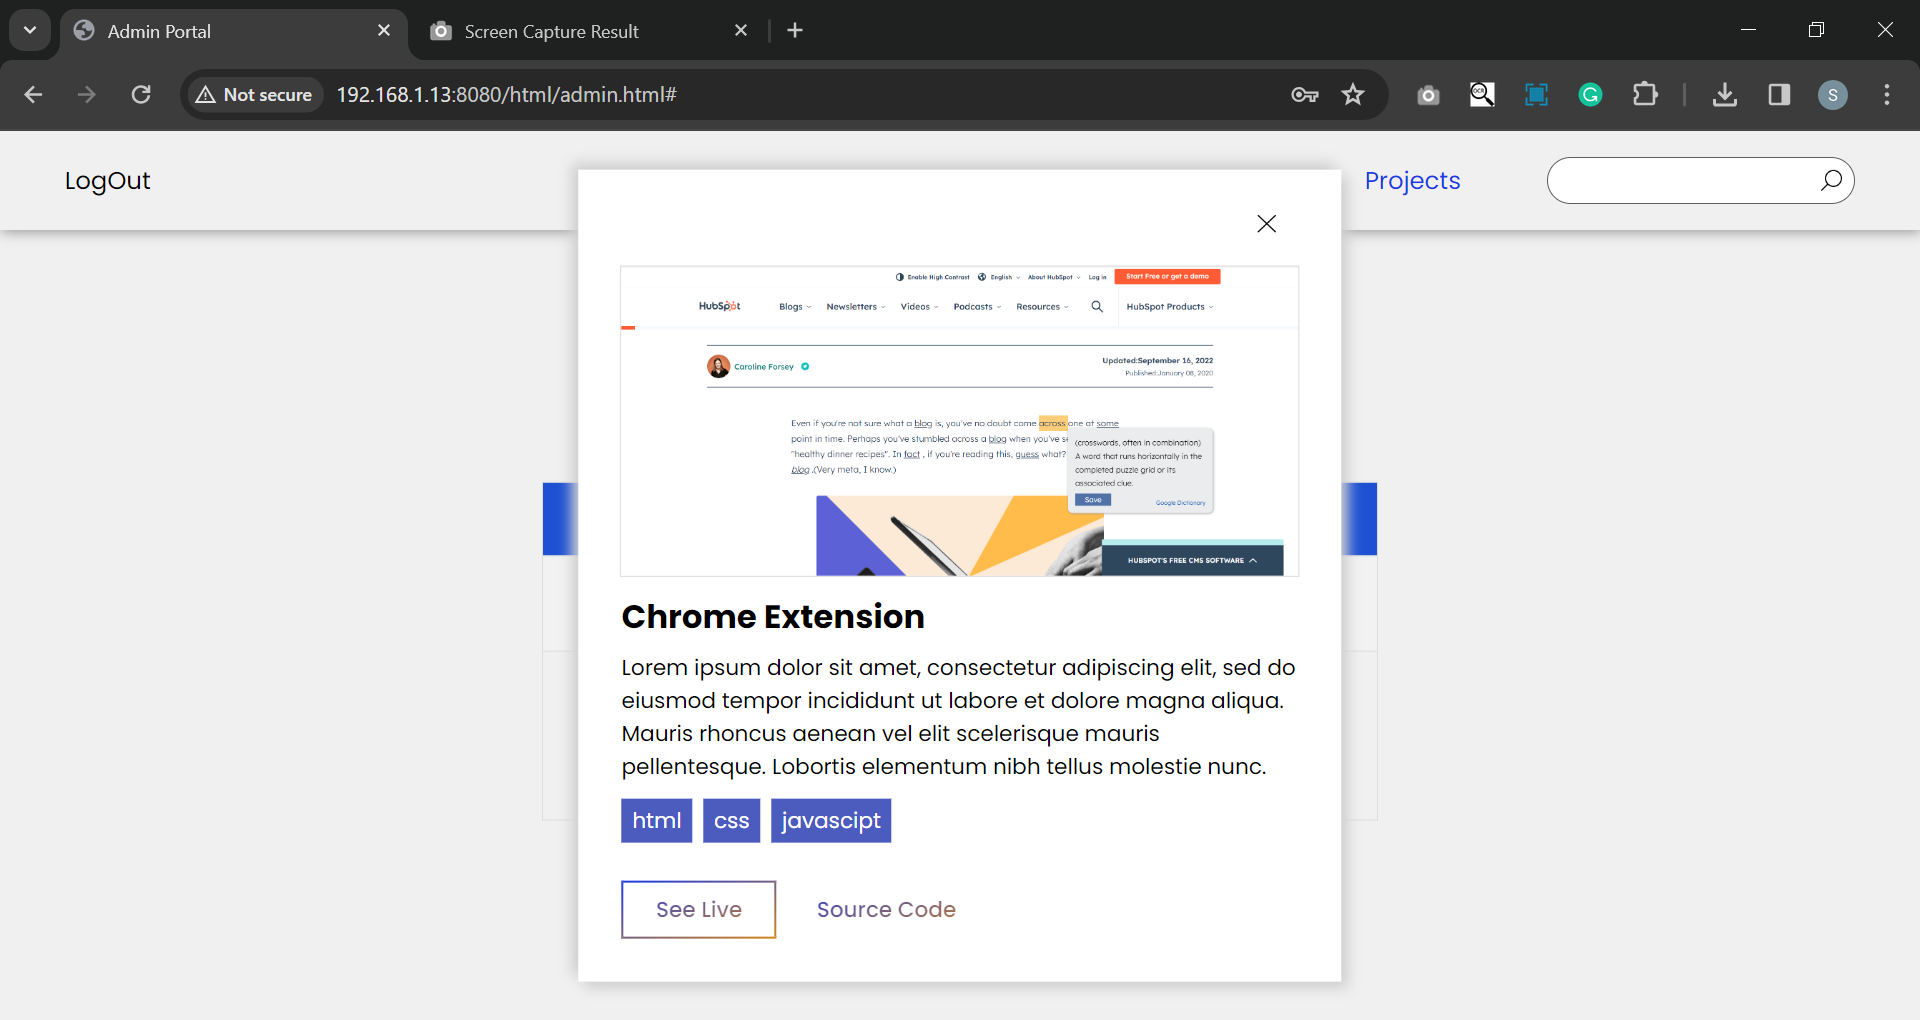 Admin Portal
Screen Capture Result
Not secure
192.168.1.13:8080/html/admin.html#
OCR
G
S
LogOut
Projects
Enable High Contrast
English
About HubSpot
Log in
Start Free or get a demo
HubSpot
Blogs
Newsletters
Videos
Podcasts
Resources
HubSpot Products
Caroline Forsey
Updated:September 16, 2022
Published:January 08, 2020
Even if you're not sure what a blog is, you've no doubt come across one at some
point in time. Perhaps you've stumbled across a blog when you've se
"healthy dinner recipes". In fact , if you're reading this, guess what?
blog .(Very meta, I know.)
(crosswords, often in combination)
A word that runs horizontally in the
completed puzzle grid or its
associated clue.
Save
Google Dictionary
HUBSPOT'S FREE CMS SOFTWARE
Chrome Extension
Lorem ipsum dolor sit amet, consectetur adipiscing elit, sed do
eiusmod tempor incididunt ut labore et dolore magna aliqua.
Mauris rhoncus aenean vel elit scelerisque mauris
pellentesque. Lobortis elementum nibh tellus molestie nunc.
html css javascipt
See Live
Source Code